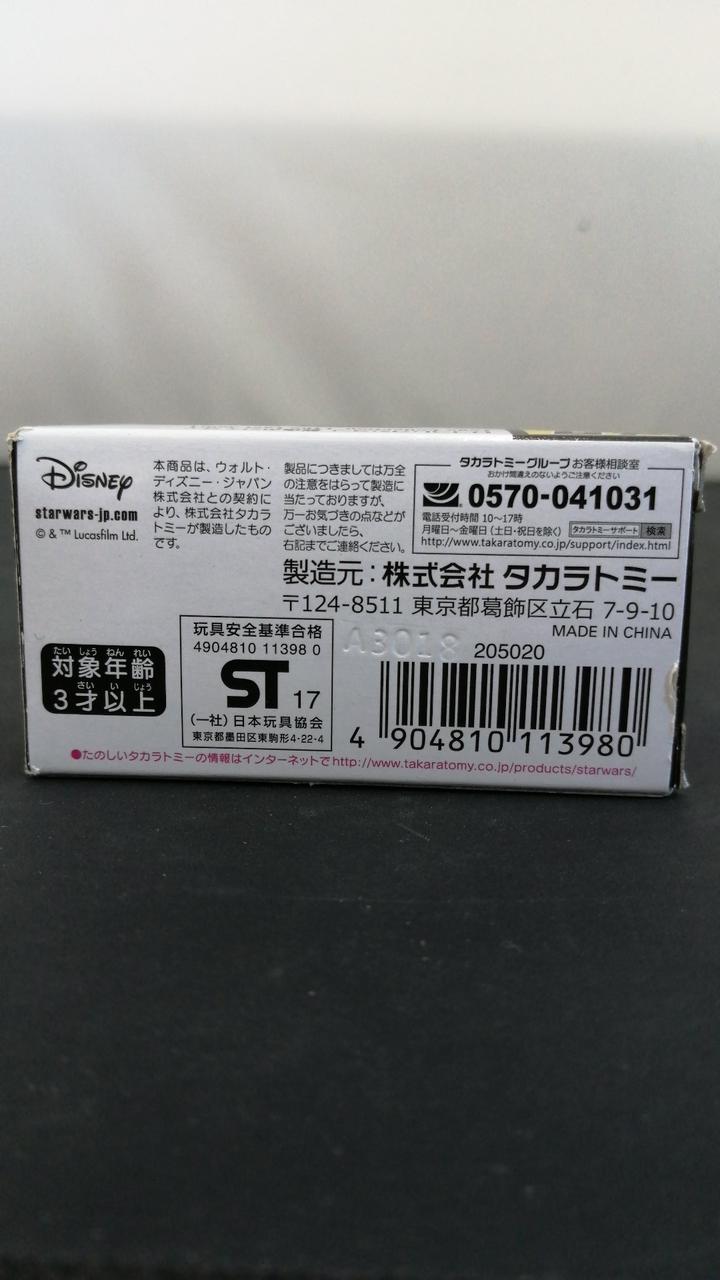 Disney
starwars-jp.com
© & ™ Lucasfilm Ltd.
本商品は、ウォルト・
ディズニー・ジャパン
株式会社との契約に
より、株式会社タカラ
トミーが製造したもの
です。
製品につきましては万全
の注意をはらって製造に
当たっておりますが、
万一お気づきの点などが
ございましたら、
右記までご連絡ください。
タカラトミーグループお客様相談室
おかけ間違えのないようご注意ください
0570-041031
電話受付時間 10〜17時
月曜日〜金曜日(土日・祝日を除く) タカラトミーサポート 検索
http://www.takaratomy.co.jp/support/index.html
製造元:株式会社 タカラトミー
〒124-8511 東京都葛飾区立石 7-9-10
MADE IN CHINA
たい しょう ねん れい
対象年齢
さい い じょう
3才以上
玩具安全基準合格
4904810 11398 0
ST 17
(一社)日本玩具協会
東京都墨田区東駒形4-22-4
A3018
205020
4 904810 113980
●たのしいタカラトミーの情報はインターネットでhttp://www.takaratomy.co.jp/products/starwars/